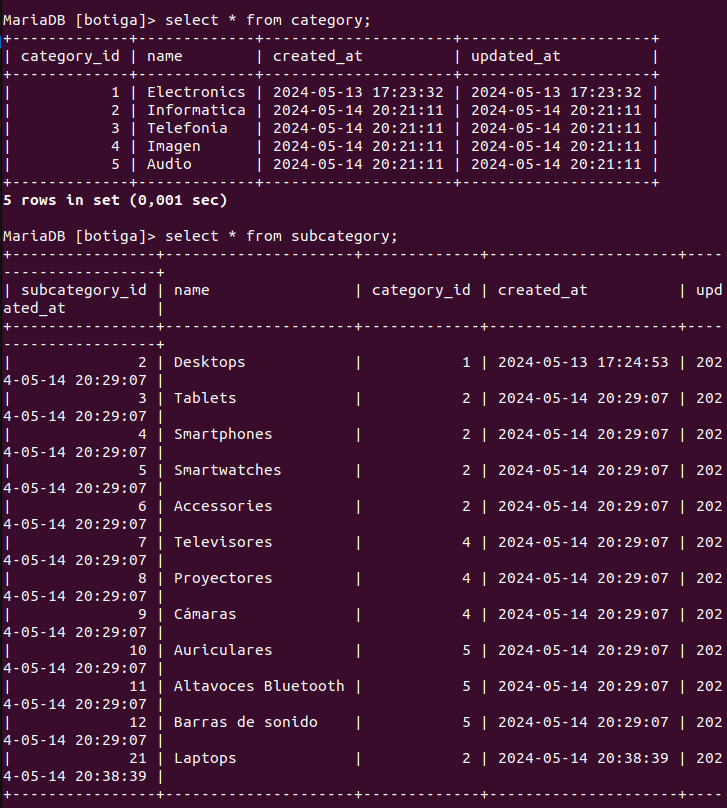 MariaDB [botiga]> select * from category;
+-------------+-------------+---------------------+---------------------+
| category_id | name        | created_at          | updated_at          |
+-------------+-------------+---------------------+---------------------+
|           1 | Electronics | 2024-05-13 17:23:32 | 2024-05-13 17:23:32 |
|           2 | Informatica | 2024-05-14 20:21:11 | 2024-05-14 20:21:11 |
|           3 | Telefonia   | 2024-05-14 20:21:11 | 2024-05-14 20:21:11 |
|           4 | Imagen      | 2024-05-14 20:21:11 | 2024-05-14 20:21:11 |
|           5 | Audio       | 2024-05-14 20:21:11 | 2024-05-14 20:21:11 |
+-------------+-------------+---------------------+---------------------+
5 rows in set (0,001 sec)
MariaDB [botiga]> select * from subcategory;
+----------------+---------------------+-------------+---------------------+----
-----------------+
| subcategory_id | name                | category_id | created_at          | upd
ated_at          |
+----------------+---------------------+-------------+---------------------+----
-----------------+
|              2 | Desktops            |           1 | 2024-05-13 17:24:53 | 202
4-05-14 20:29:07 |
|              3 | Tablets             |           2 | 2024-05-14 20:29:07 | 202
4-05-14 20:29:07 |
|              4 | Smartphones         |           2 | 2024-05-14 20:29:07 | 202
4-05-14 20:29:07 |
|              5 | Smartwatches        |           2 | 2024-05-14 20:29:07 | 202
4-05-14 20:29:07 |
|              6 | Accessories         |           2 | 2024-05-14 20:29:07 | 202
4-05-14 20:29:07 |
|              7 | Televisores         |           4 | 2024-05-14 20:29:07 | 202
4-05-14 20:29:07 |
|              8 | Proyectores         |           4 | 2024-05-14 20:29:07 | 202
4-05-14 20:29:07 |
|              9 | Cámaras             |           4 | 2024-05-14 20:29:07 | 202
4-05-14 20:29:07 |
|             10 | Auriculares         |           5 | 2024-05-14 20:29:07 | 202
4-05-14 20:29:07 |
|             11 | Altavoces Bluetooth |           5 | 2024-05-14 20:29:07 | 202
4-05-14 20:29:07 |
|             12 | Barras de sonido    |           5 | 2024-05-14 20:29:07 | 202
4-05-14 20:29:07 |
|             21 | Laptops             |           2 | 2024-05-14 20:38:39 | 202
4-05-14 20:38:39 |
+----------------+---------------------+-------------+---------------------+----